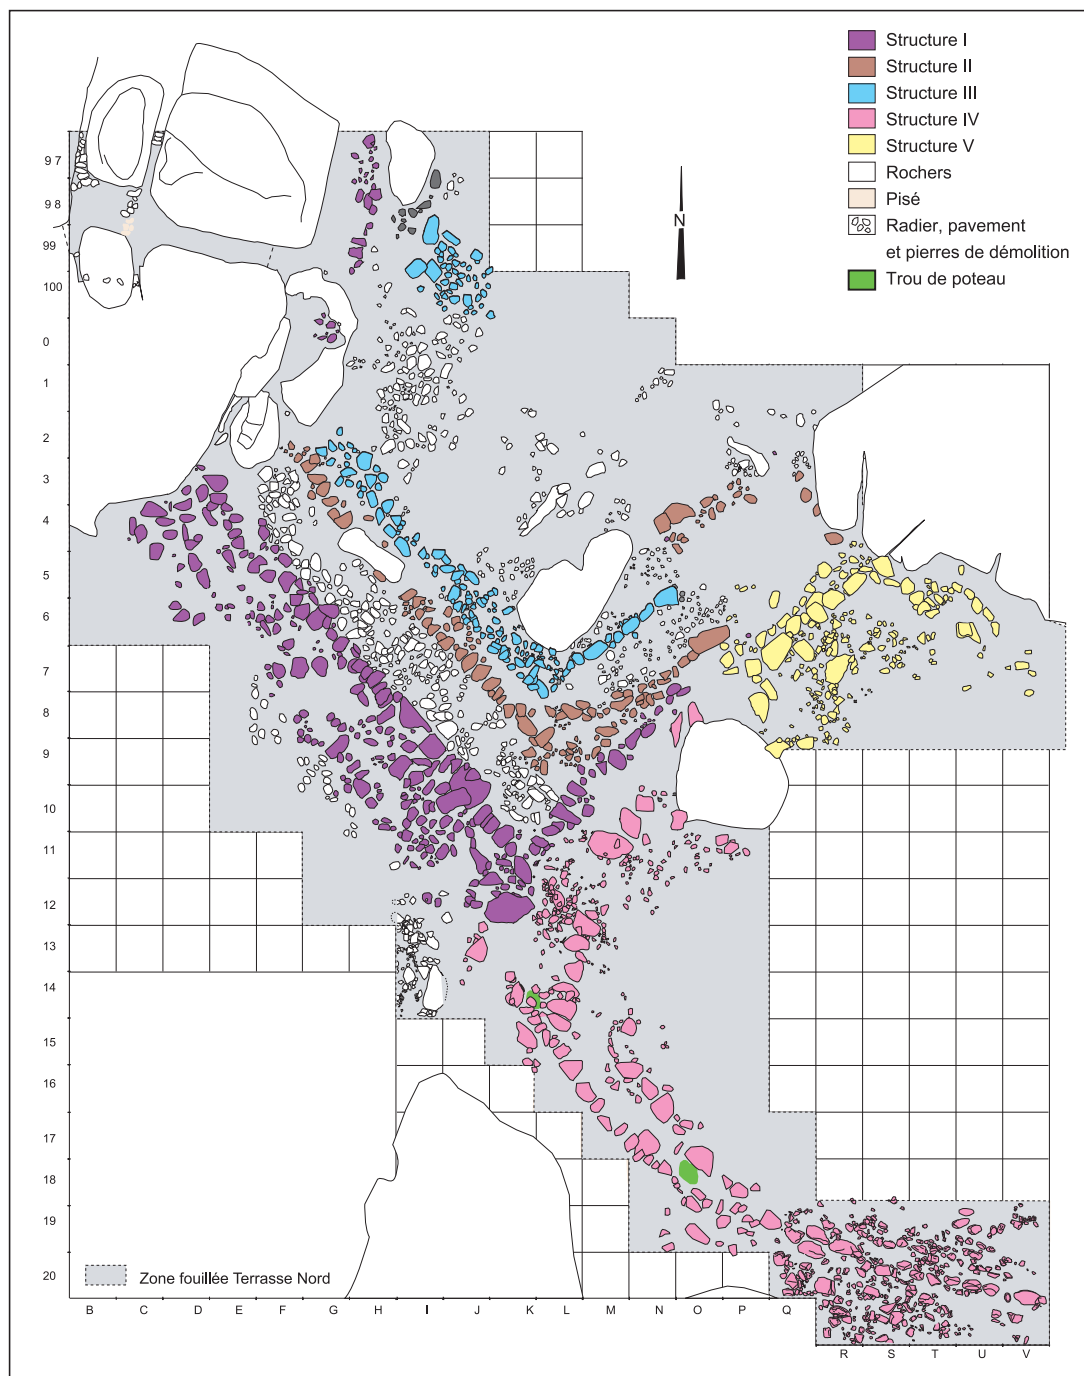 Structure I
Structure II
Structure III
Structure IV
Structure V
Rochers
Pisé
Radier, pavement
et pierres de démolition
Trou de poteau
N
97
98
99
100
0
1
2
3
4
5
6
7
8
9
10
11
12
13
14
15
16
17
18
19
20
Zone fouillée Terrasse Nord
B C D E F G H I J K L M N O P Q
R S T U V